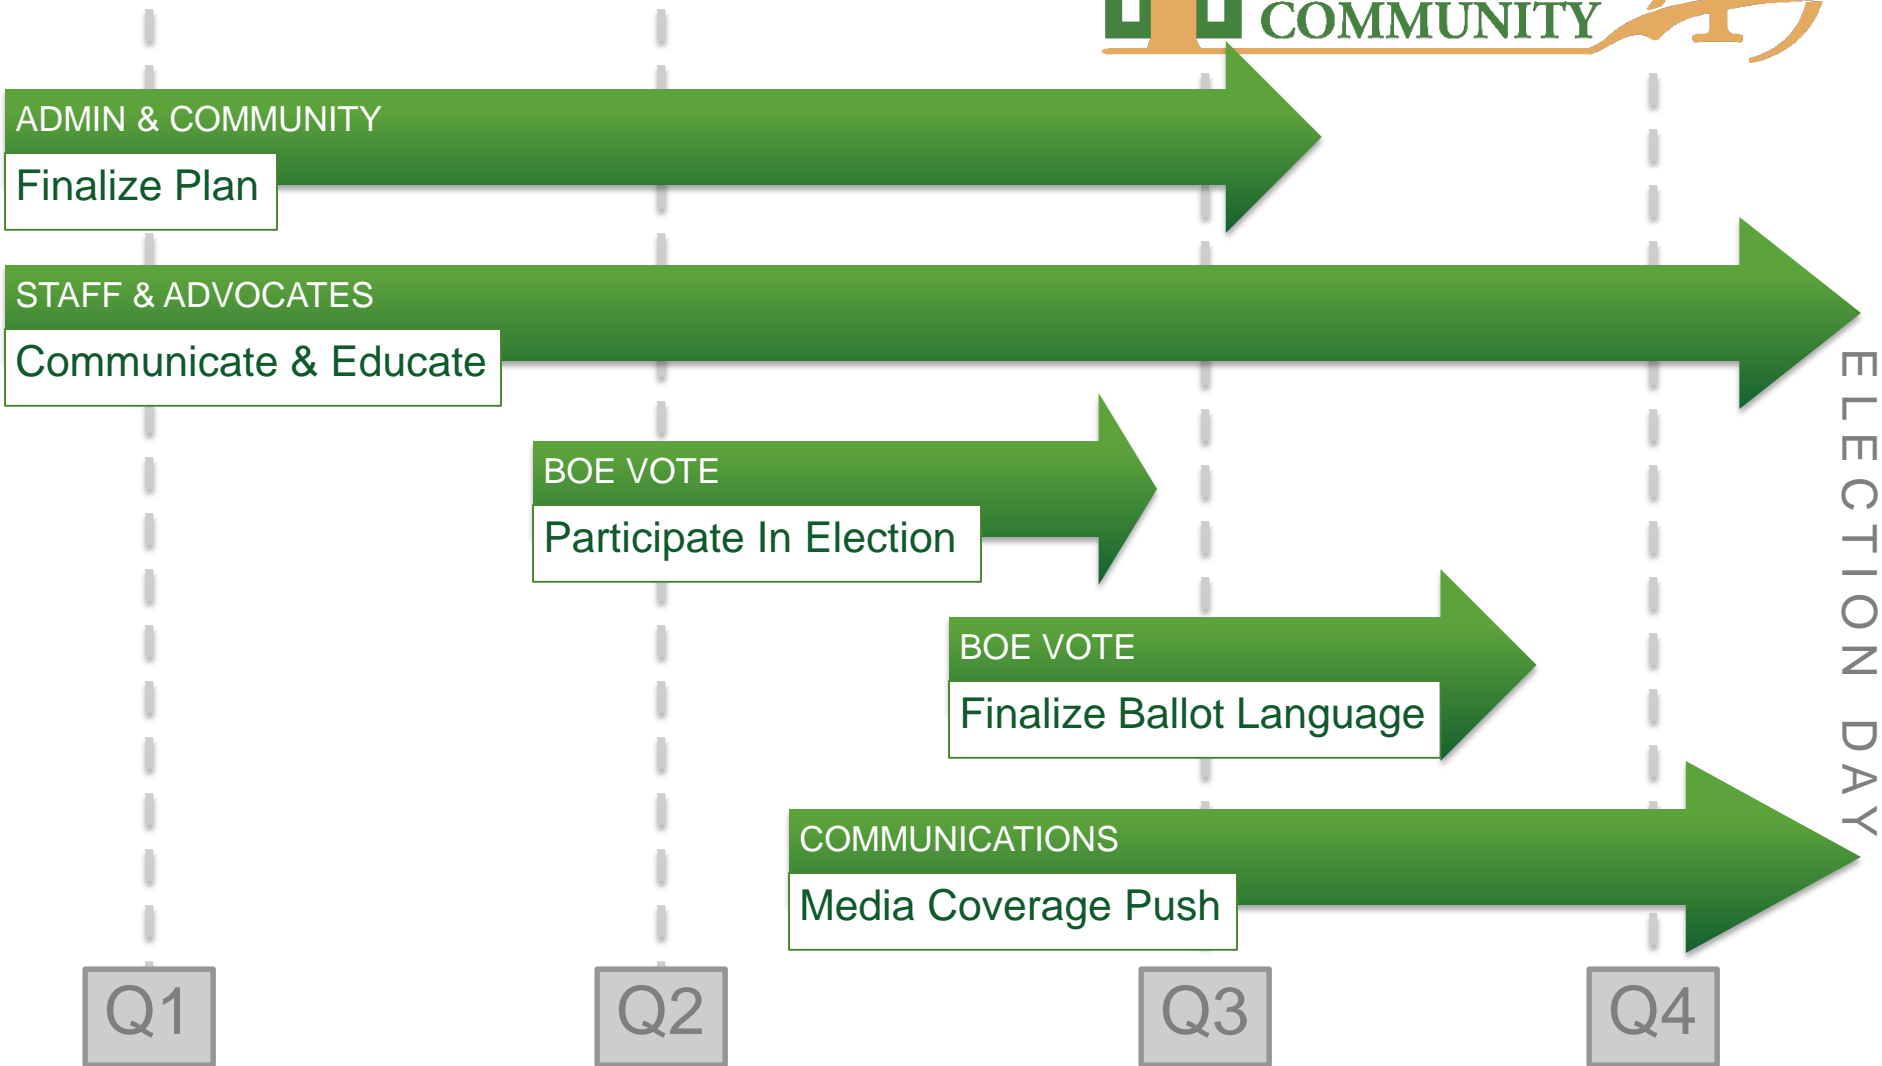 COMMUNITY
ADMIN & COMMUNITY
Finalize Plan
STAFF & ADVOCATES
Communicate & Educate
BOE VOTE
Participate In Election
BOE VOTE
Finalize Ballot Language
COMMUNICATIONS
Media Coverage Push
ELECTION DAY
Q1
Q2
Q3
Q4